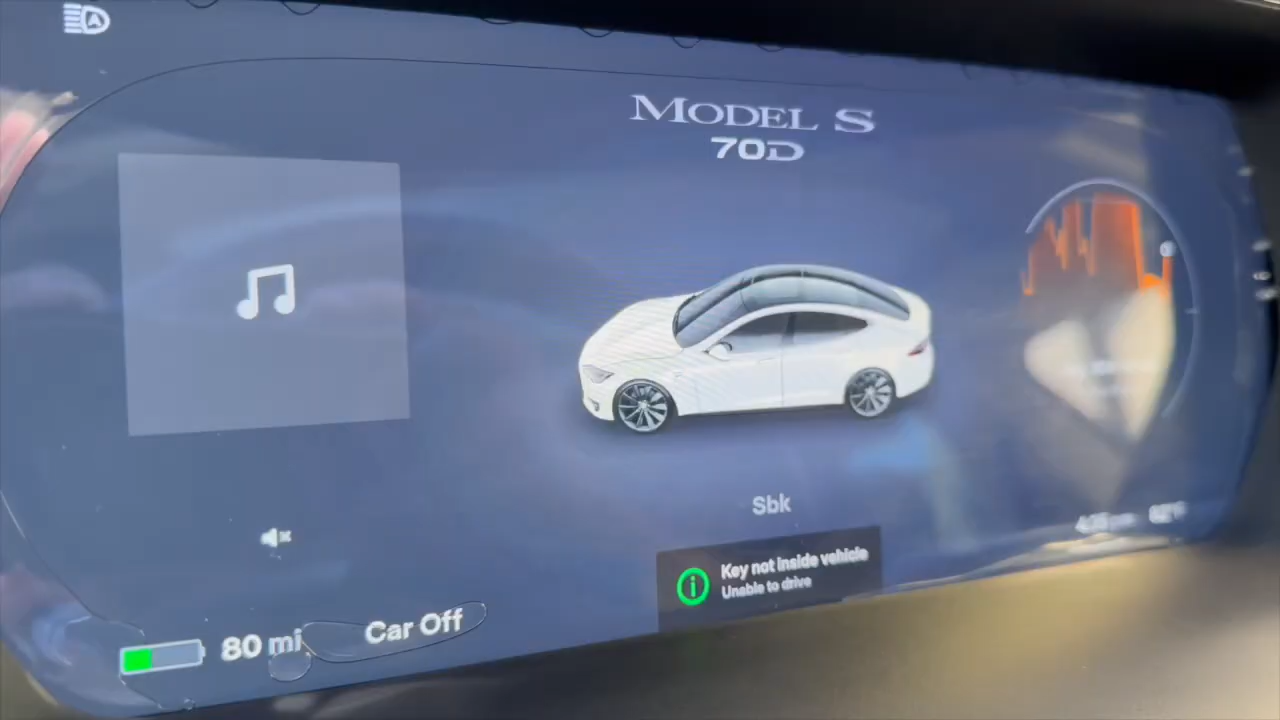 MODEL S
70D
Sbk
Key not inside vehicle
Unable to drive
80 mi
Car Off